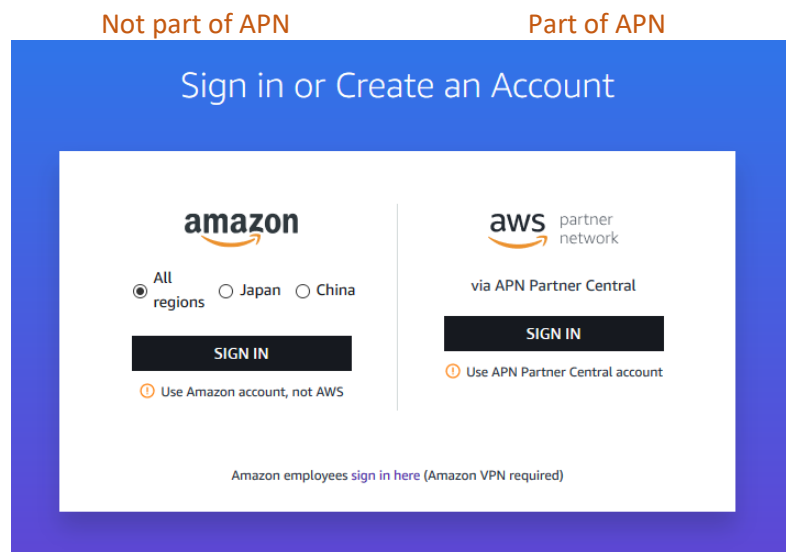 Not part of APN
Part of APN
Sign in or Create an Account
amazon
All
regions
Japan
China
SIGN IN
Use Amazon account, not AWS
aws partner
network
via APN Partner Central
SIGN IN
Use APN Partner Central account
Amazon employees sign in here (Amazon VPN required)